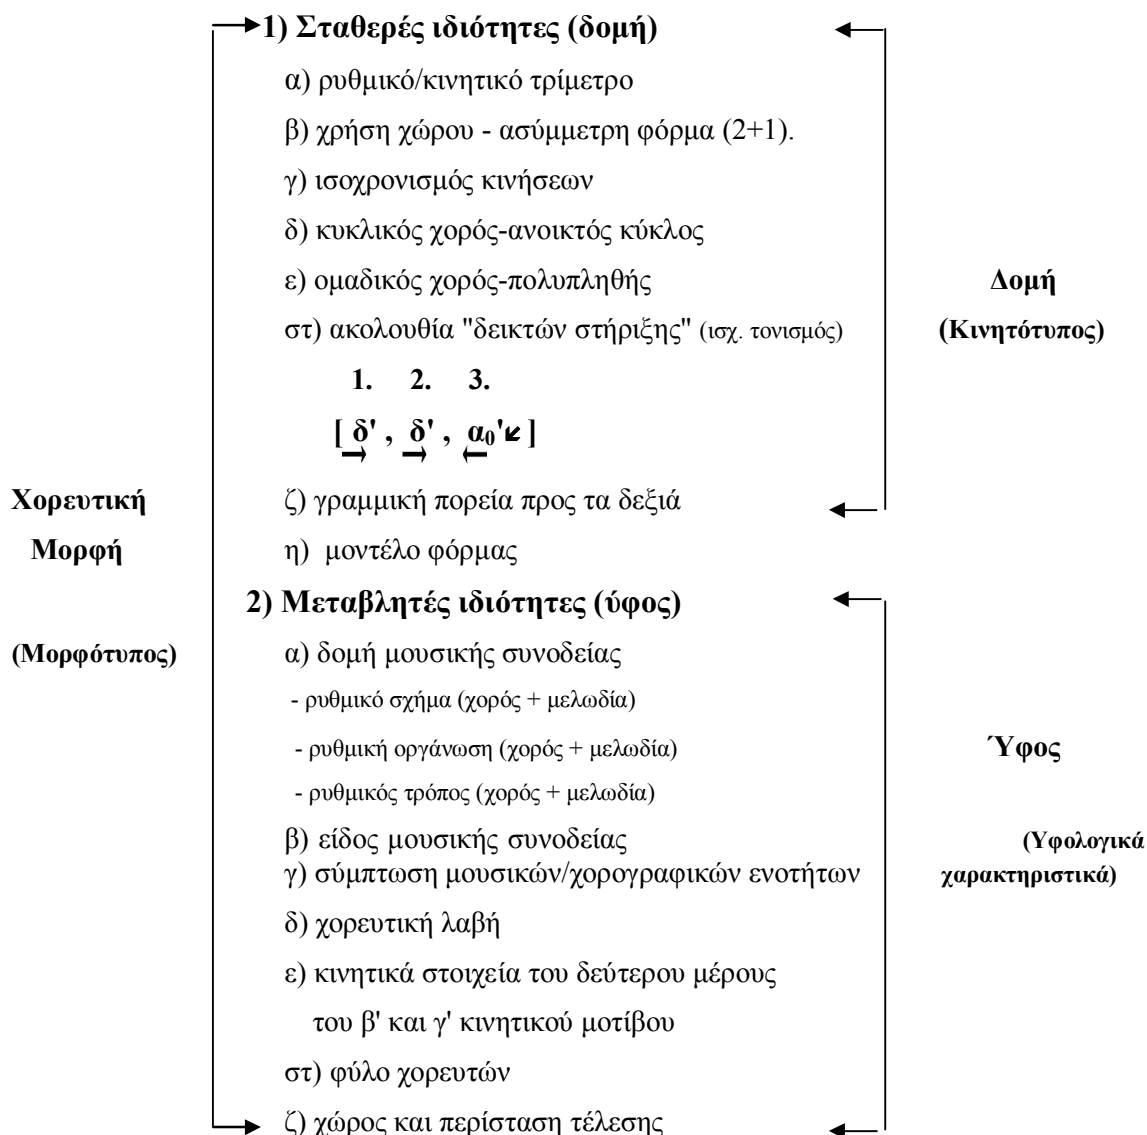 1) Σταθερές ιδιότητες (δομή)
α) ρυθμικό/κινητικό τρίμετρο
β) χρήση χώρου - ασύμμετρη φόρμα (2+1).
γ) ισοχρονισμός κινήσεων
δ) κυκλικός χορός-ανοικτός κύκλος
ε) ομαδικός χορός-πολυπληθής
Δομή
στ) ακολουθία "δεικτών στήριξης" (ισχ. τονισμός)
(Κινητότυπος)
1. 2. 3.
[ δ' , δ' , α₀'↙ ]
→ → ←
Χορευτική
Μορφή
ζ) γραμμική πορεία προς τα δεξιά
η) μοντέλο φόρμας
2) Μεταβλητές ιδιότητες (ύφος)
(Μορφότυπος)
α) δομή μουσικής συνοδείας
- ρυθμικό σχήμα (χορός + μελωδία)
- ρυθμική οργάνωση (χορός + μελωδία)
Ύφος
- ρυθμικός τρόπος (χορός + μελωδία)
β) είδος μουσικής συνοδείας
(Υφολογικά
γ) σύμπτωση μουσικών/χορογραφικών ενοτήτων
χαρακτηριστικά)
δ) χορευτική λαβή
ε) κινητικά στοιχεία του δεύτερου μέρους
του β' και γ' κινητικού μοτίβου
στ) φύλο χορευτών
ζ) χώρος και περίσταση τέλεσης